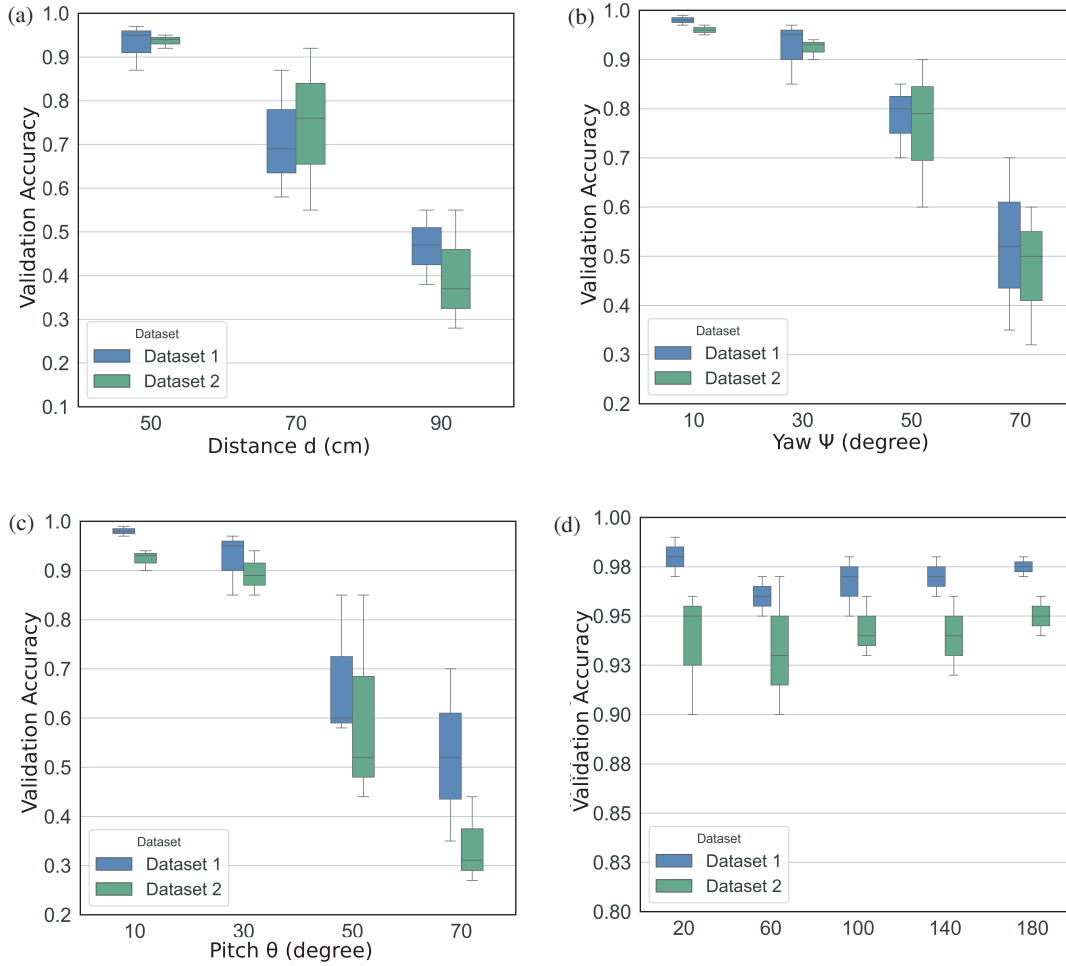 (a)
1.0
0.9
0.8
0.7
0.6
0.5
0.4
0.3
0.2
0.1
Validation Accuracy
Dataset
Dataset 1
Dataset 2
50 70 90
Distance d (cm)
(b)
1.0
0.9
0.8
0.7
0.6
0.5
0.4
0.3
0.2
Validation Accuracy
Dataset
Dataset 1
Dataset 2
10 30 50 70
Yaw Ψ (degree)
(c)
1.0
0.9
0.8
0.7
0.6
0.5
0.4
0.3
0.2
Validation Accuracy
Dataset
Dataset 1
Dataset 2
10 30 50 70
Pitch θ (degree)
(d)
1.00
0.98
0.95
0.93
0.90
0.88
0.85
0.83
0.80
Validation Accuracy
Dataset
Dataset 1
Dataset 2
20 60 100 140 180